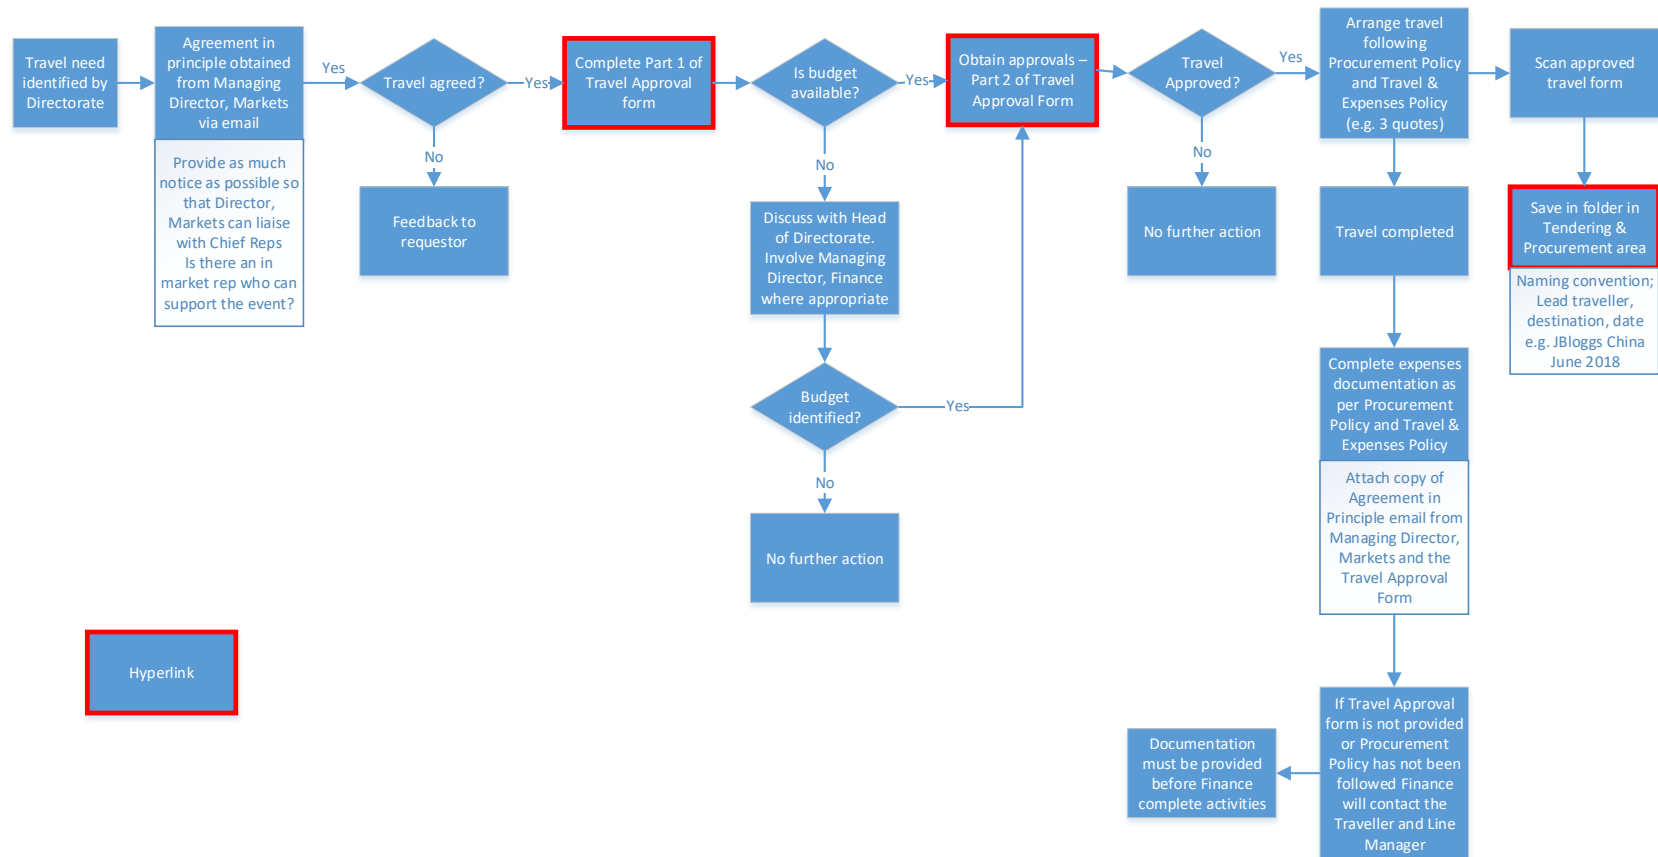 Travel need
identified by
Directorate
Agreement in
principle obtained
from Managing
Director, Markets
via email
Provide as much
notice as possible so
that Director,
Markets can liaise
with Chief Reps
Is there an in
market rep who can
support the event?
Yes
Travel agreed?
No
Feedback to
requestor
Yes
Complete Part 1 of
Travel Approval
form
Is budget
available?
No
Discuss with Head
of Directorate.
Involve Managing
Director, Finance
where appropriate
Budget
identified?
No
No further action
Yes
Yes
Obtain approvals –
Part 2 of Travel
Approval Form
Travel
Approved?
No
No further action
Yes
Arrange travel
following
Procurement Policy
and Travel &
Expenses Policy
(e.g. 3 quotes)
Travel completed
Complete expenses
documentation as
per Procurement
Policy and Travel &
Expenses Policy
Attach copy of
Agreement in
Principle email from
Managing Director,
Markets and the
Travel Approval
Form
If Travel Approval
form is not provided
or Procurement
Policy has not been
followed Finance
will contact the
Traveller and Line
Manager
Documentation
must be provided
before Finance
complete activities
Scan approved
travel form
Save in folder in
Tendering &
Procurement area
Naming convention;
Lead traveller,
destination, date
e.g. JBloggs China
June 2018
Hyperlink